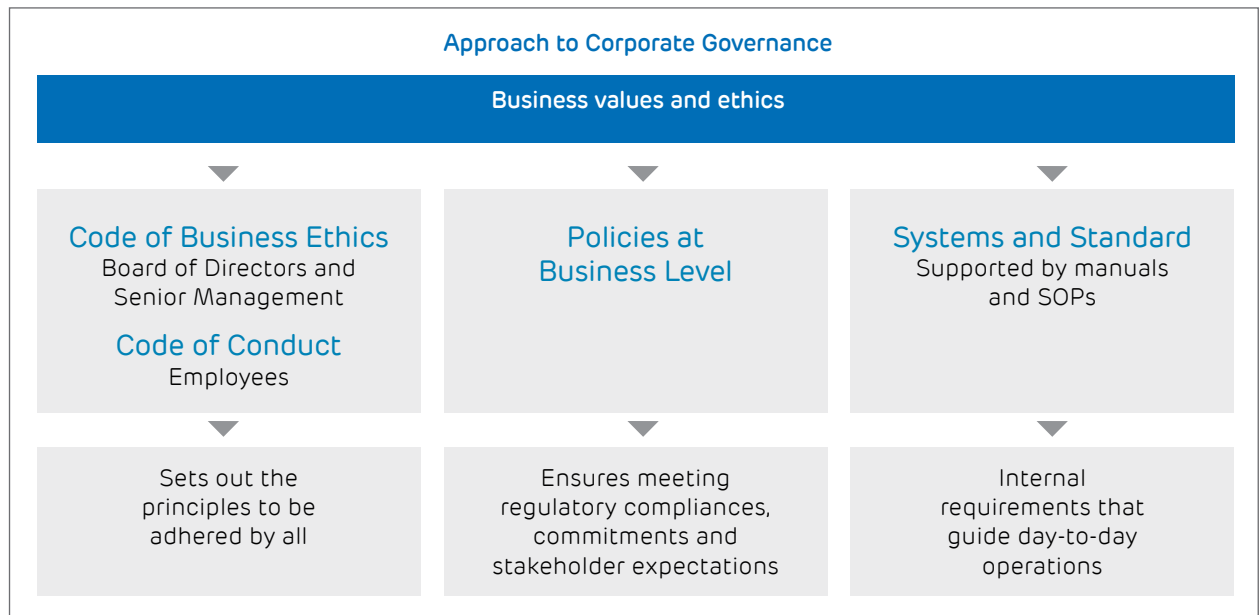 Approach to Corporate Governance
Business values and ethics
Code of Business Ethics
Board of Directors and
Senior Management
Code of Conduct
Employees
Policies at
Business Level
Systems and Standard
Supported by manuals
and SOPs
Sets out the
principles to be
adhered by all
Ensures meeting
regulatory compliances,
commitments and
stakeholder expectations
Internal
requirements that
guide day-to-day
operations